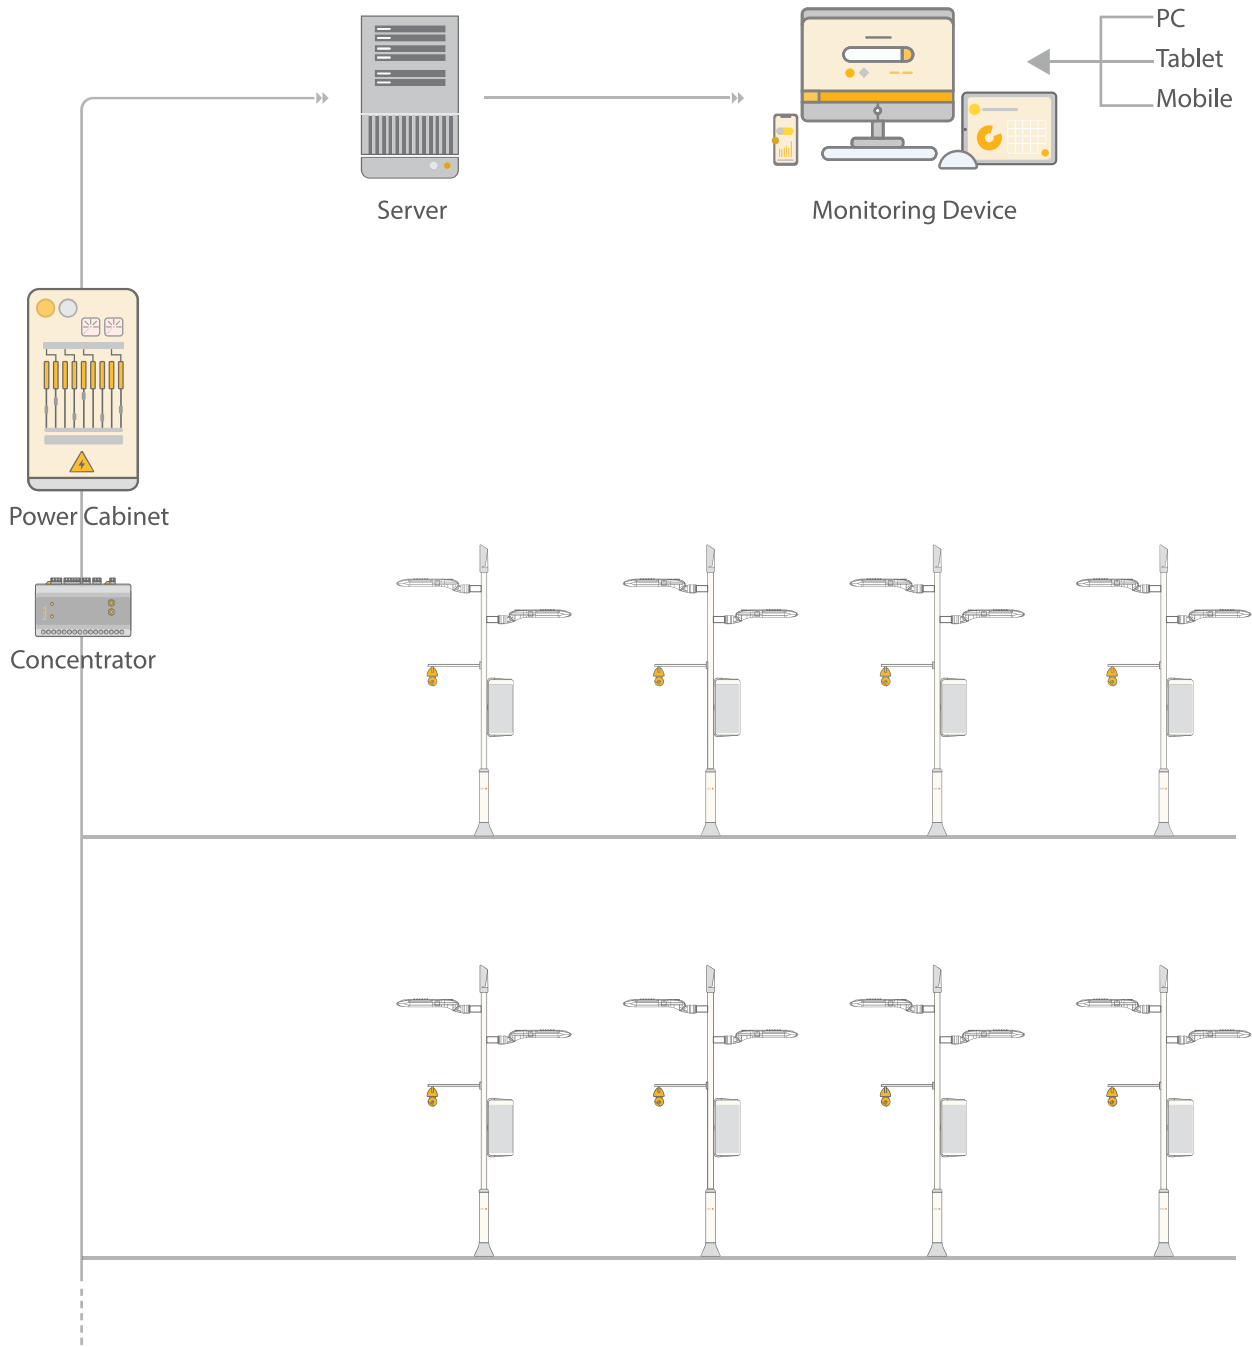 PC
Tablet
Mobile
Server
Monitoring Device
Power Cabinet
Concentrator